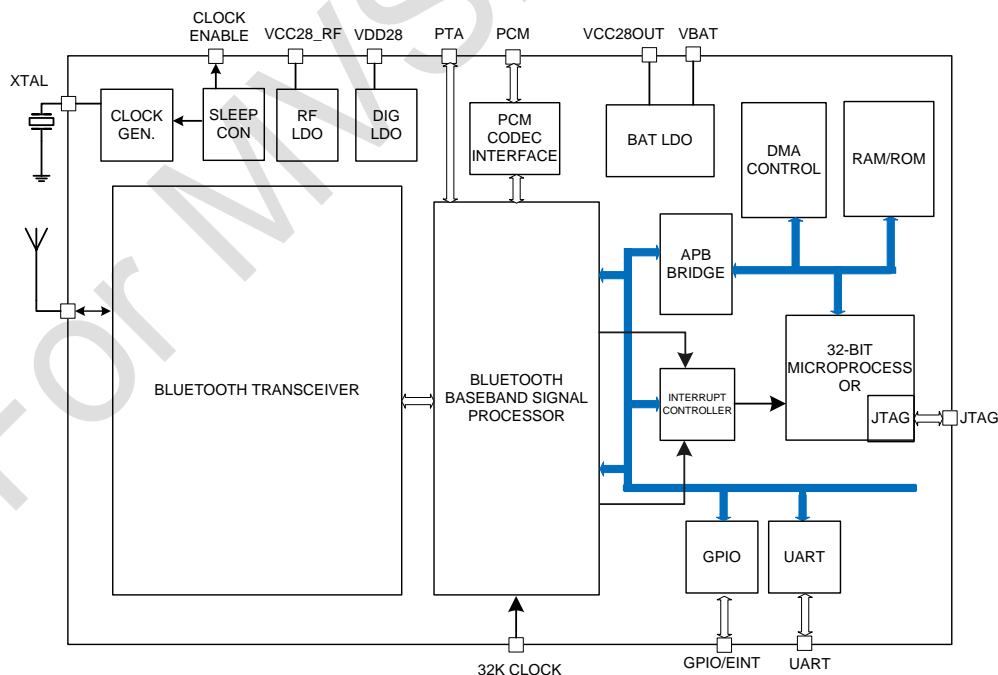 CLOCK
ENABLE
VCC28_RF
VDD28
PTA
PCM
VCC28OUT
VBAT
XTAL
CLOCK
GEN.
SLEEP
CON
RF
LDO
DIG
LDO
PCM
CODEC
INTERFACE
BAT LDO
DMA
CONTROL
RAM/ROM
APB
BRIDGE
BLUETOOTH TRANSCEIVER
BLUETOOTH
BASEBAND SIGNAL
PROCESSOR
INTERRUPT
CONTROLLER
32-BIT
MICROPROCESS
OR
JTAG
JTAG
GPIO
UART
32K CLOCK
GPIO/EINT
UART